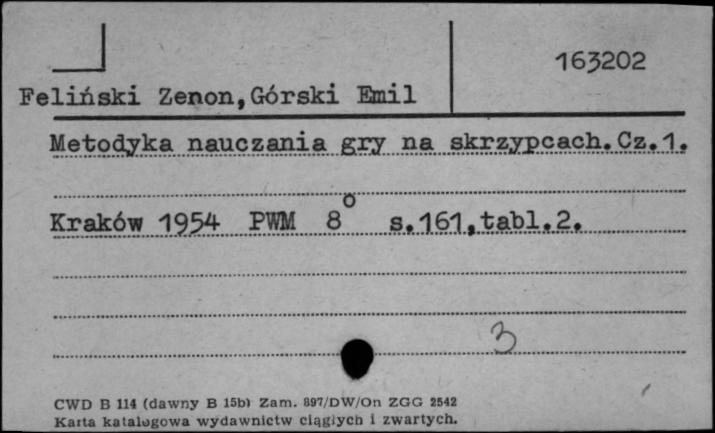 163202
Feliński Zenon,Górski Emil
Metodyka nauczania gry na skrzypcach.Cz.1.
Kraków 1954 PWM 8° s.161,tabl.2.
3
CWD B 114 (dawny B 15b) Zam. 897/DW/On ZGG 2542
Karta katalogowa wydawnictw ciągłych i zwartych.